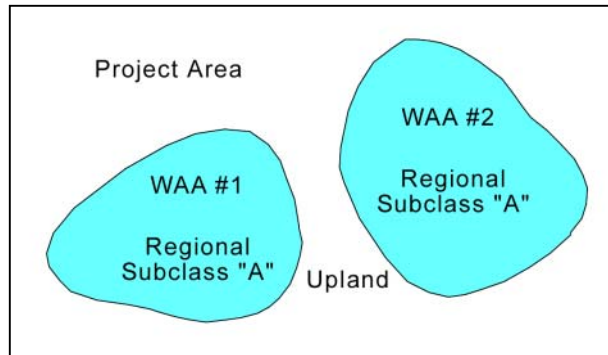 Project Area
WAA #1
Regional
Subclass "A"
Upland
WAA #2
Regional
Subclass "A"